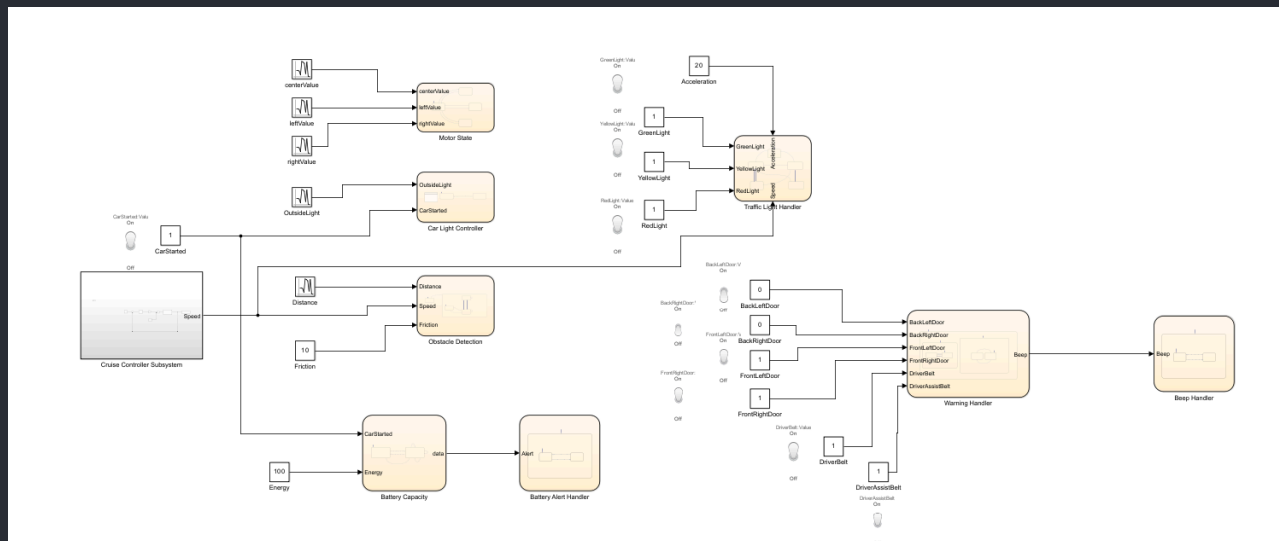 centerValue
leftValue
rightValue
centerValue
leftValue
rightValue
Motor State
OutsideLight
OutsideLight
CarStarted
Car Light Controller
CarStarted:Valu
On
Off
1
CarStarted
Speed
Cruise Controller Subsystem
Distance
10
Friction
Distance
Speed
Friction
Obstacle Detection
100
Energy
CarStarted
Energy
data
Battery Capacity
Alert
Battery Alert Handler
GreenLight:Valu
On
Off
YellowLight:Valu
On
Off
RedLight:Value
On
Off
20
Acceleration
1
GreenLight
1
YellowLight
1
RedLight
GreenLight
YellowLight
RedLight
Acceleration
Speed
Traffic Light Handler
BackLeftDoor:V
On
Off
BackRightDoor:'
On
Off
FrontLeftDoor:'
On
Off
FrontRightDoor:
On
Off
0
BackLeftDoor
0
BackRightDoor
1
FrontLeftDoor
1
FrontRightDoor
DriverBelt:Value
On
Off
1
DriverBelt
1
DriverAssistBelt
DriverAssistBelt
On
BackLeftDoor
BackRightDoor
FrontLeftDoor
FrontRightDoor
DriverBelt
DriverAssistBelt
Beep
Warning Handler
Beep
Beep Handler